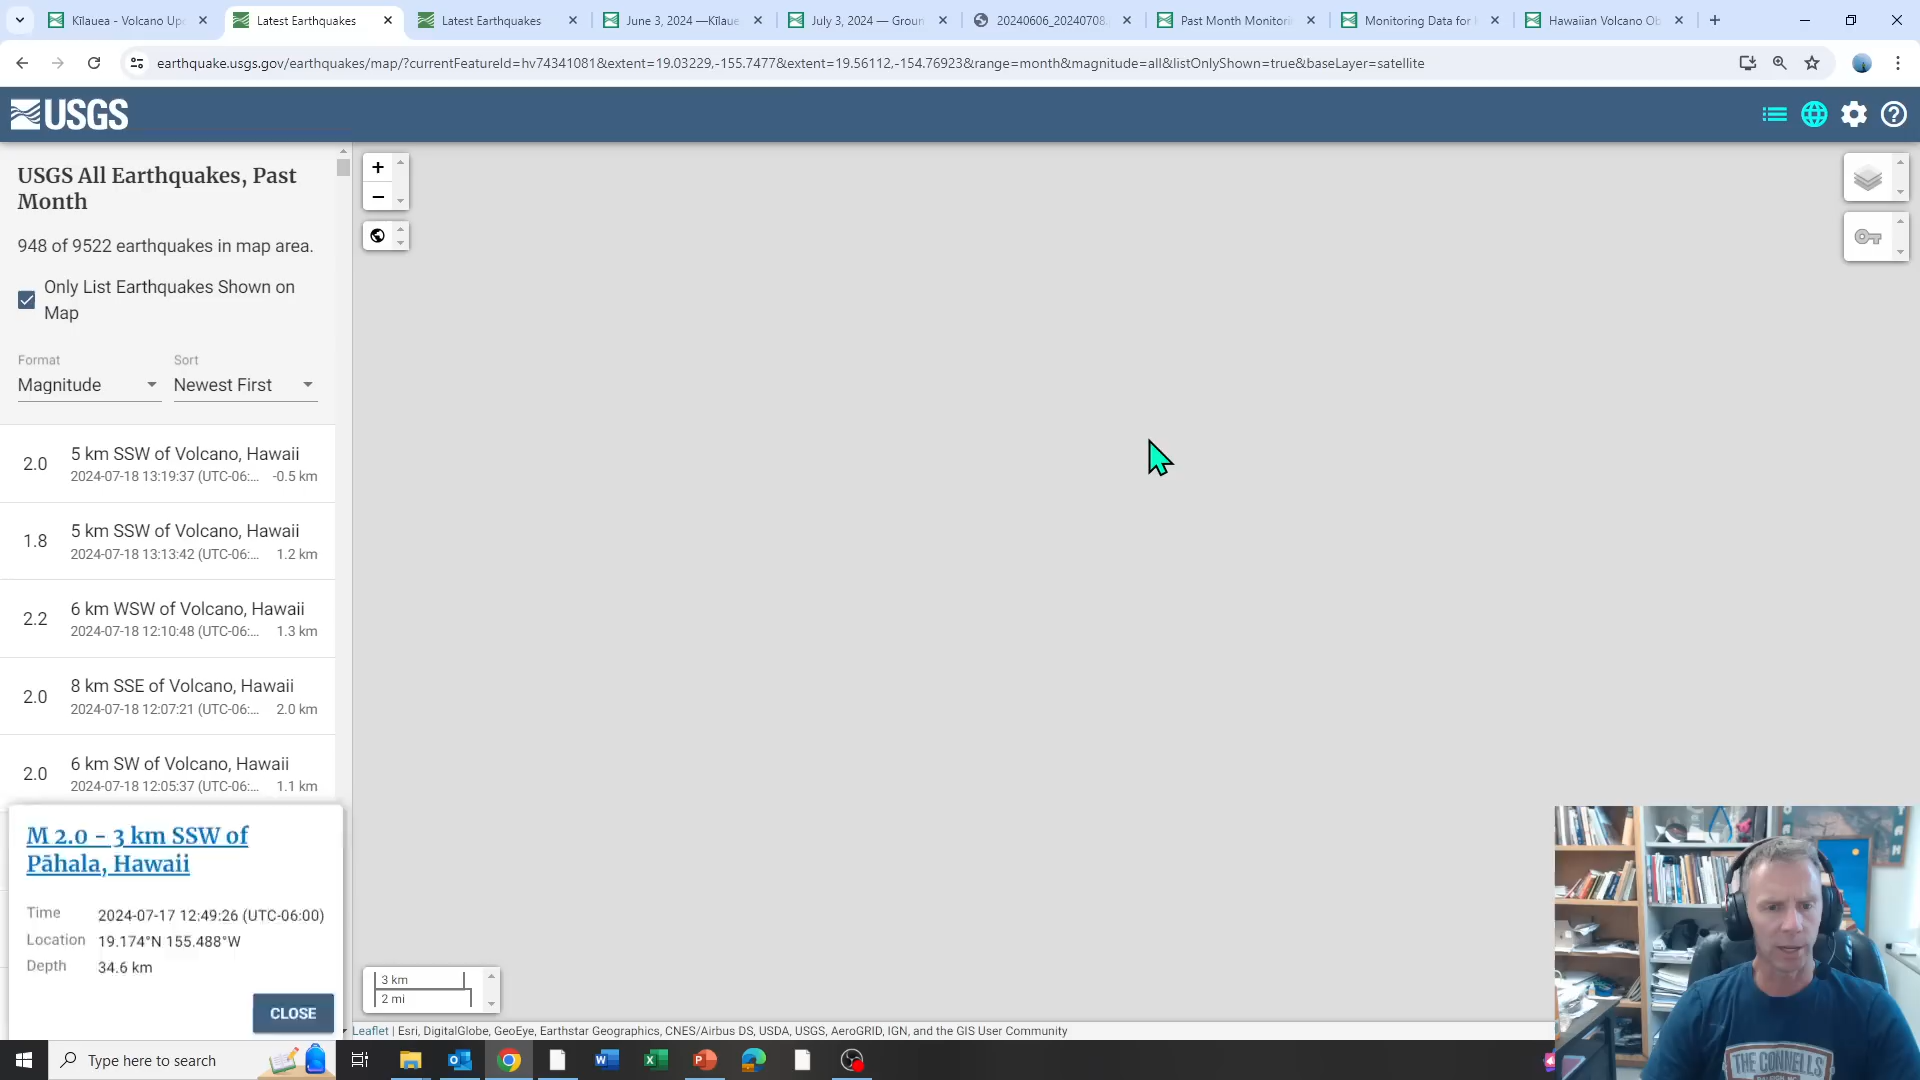 Kīlauea - Volcano Up
Latest Earthquakes
Latest Earthquakes
June 3, 2024 —Kīlaue
July 3, 2024 — Groun
20240606_20240708
Past Month Monitori
Monitoring Data for
Hawaiian Volcano Ob
earthquake.usgs.gov/earthquakes/map/?currentFeatureId=hv74341081&extent=19.03229,-155.7477&extent=19.56112,-154.76923&range=month&magnitude=all&listOnlyShown=true&baseLayer=satellite
USGS
USGS All Earthquakes, Past
Month
948 of 9522 earthquakes in map area.
Only List Earthquakes Shown on
Map
Format
Sort
Magnitude
Newest First
2.0
5 km SSW of Volcano, Hawaii
2024-07-18 13:19:37 (UTC-06:... -0.5 km
1.8
5 km SSW of Volcano, Hawaii
2024-07-18 13:13:42 (UTC-06:... 1.2 km
2.2
6 km WSW of Volcano, Hawaii
2024-07-18 12:10:48 (UTC-06:... 1.3 km
2.0
8 km SSE of Volcano, Hawaii
2024-07-18 12:07:21 (UTC-06:... 2.0 km
2.0
6 km SW of Volcano, Hawaii
2024-07-18 12:05:37 (UTC-06:... 1.1 km
M 2.0 - 3 km SSW of
Pāhala, Hawaii
Time 2024-07-17 12:49:26 (UTC-06:00)
Location 19.174°N 155.488°W
Depth 34.6 km
CLOSE
+
−
3 km
2 mi
Leaflet | Esri, DigitalGlobe, GeoEye, Earthstar Geographics, CNES/Airbus DS, USDA, USGS, AeroGRID, IGN, and the GIS User Community
Type here to search
THE CONNELLS